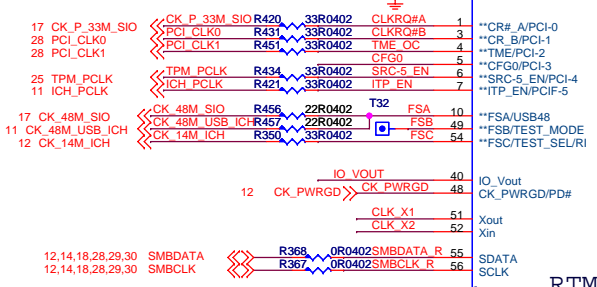 17 CK_P_33M_SIO CK_P_33M_SIO R420 33R0402 CLKRQ#A 1 **CR#_A/PCI-0
28 PCI_CLK0 PCI_CLK0 R431 33R0402 CLKRQ#B 3 **CR_B/PCI-1
28 PCI_CLK1 PCI_CLK1 R451 33R0402 TME_OC 4 **TME/PCI-2
CFG0 5 **CFG0/PCI-3
25 TPM_PCLK TPM_PCLK R434 33R0402 SRC-5_EN 6 **SRC-5_EN/PCI-4
11 ICH_PCLK ICH_PCLK R421 33R0402 ITP_EN 7 **ITP_EN/PCIF-5
T32
17 CK_48M_SIO CK_48M_SIO R456 22R0402 FSA 10 **FSA/USB48
11 CK_48M_USB_ICH CK_48M_USB_ICH R457 22R0402 FSB 49 **FSB/TEST_MODE
12 CK_14M_ICH CK_14M_ICH R350 33R0402 FSC 54 **FSC/TEST_SEL/RI
IO_VOUT 40 IO_Vout
12 CK_PWRGD CK_PWRGD 48 CK_PWRGD/PD#
CLK_X1 51 Xout
CLK_X2 52 Xin
12,14,18,28,29,30 SMBDATA R368 0R0402 SMBDATA_R 55 SDATA
12,14,18,28,29,30 SMBCLK R367 0R0402 SMBCLK_R 56 SCLK
RTM